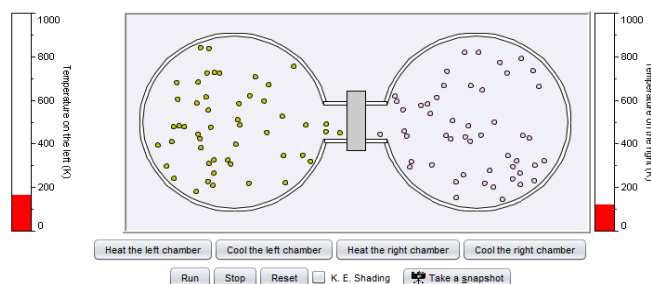 1000
800
600
400
200
0
Temperature on the left (K)
1000
800
600
400
200
0
Temperature on the right (K)
Heat the left chamber
Cool the left chamber
Heat the right chamber
Cool the right chamber
Run
Stop
Reset
K. E. Shading
Take a snapshot